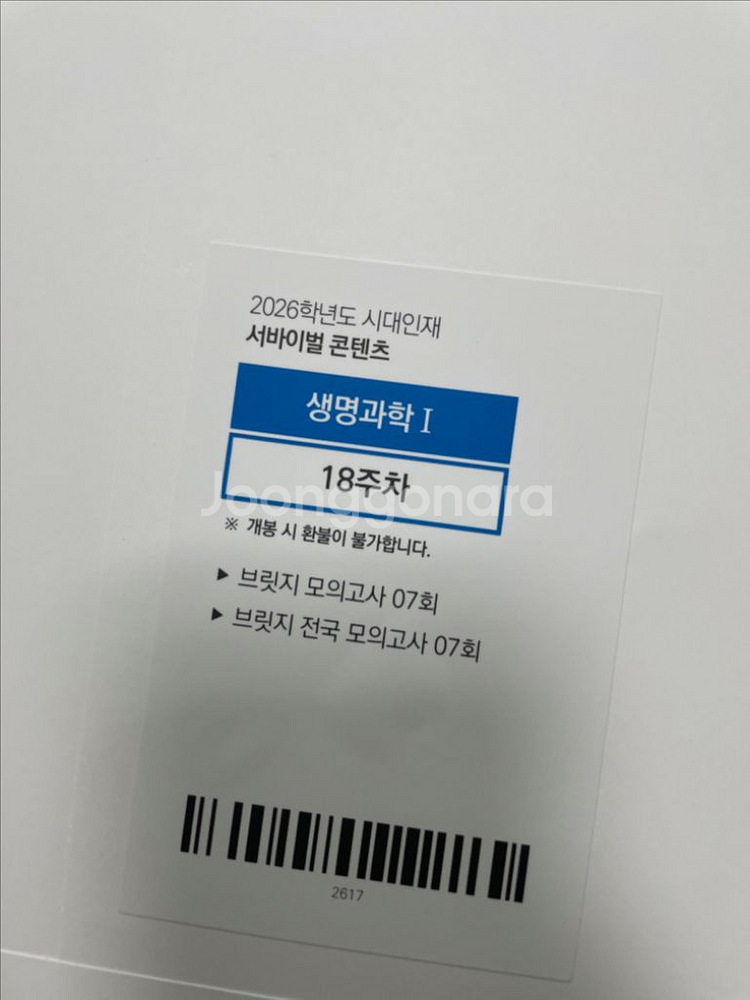 2026학년도 시대인재
서바이벌 콘텐츠
생명과학 I
18주차
Joonggonara
※ 개봉 시 환불이 불가합니다.
▶ 브릿지 모의고사 07회
▶ 브릿지 전국 모의고사 07회
2617